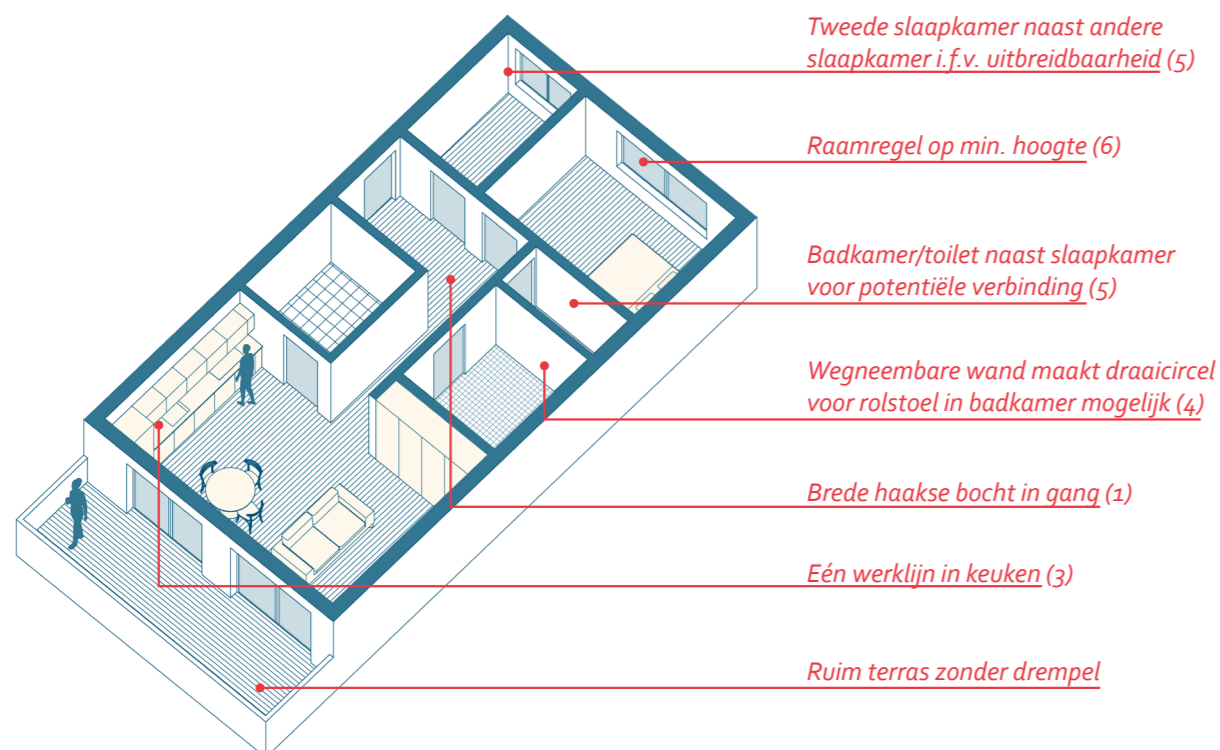 Tweede slaapkamer naast andere
slaapkamer i.f.v. uitbreidbaarheid (5)
Raamregel op min. hoogte (6)
Badkamer/toilet naast slaapkamer
voor potentiële verbinding (5)
Wegneembare wand maakt draaicircel
voor rolstoel in badkamer mogelijk (4)
Brede haakse bocht in gang (1)
Eén werklijn in keuken (3)
Ruim terras zonder drempel